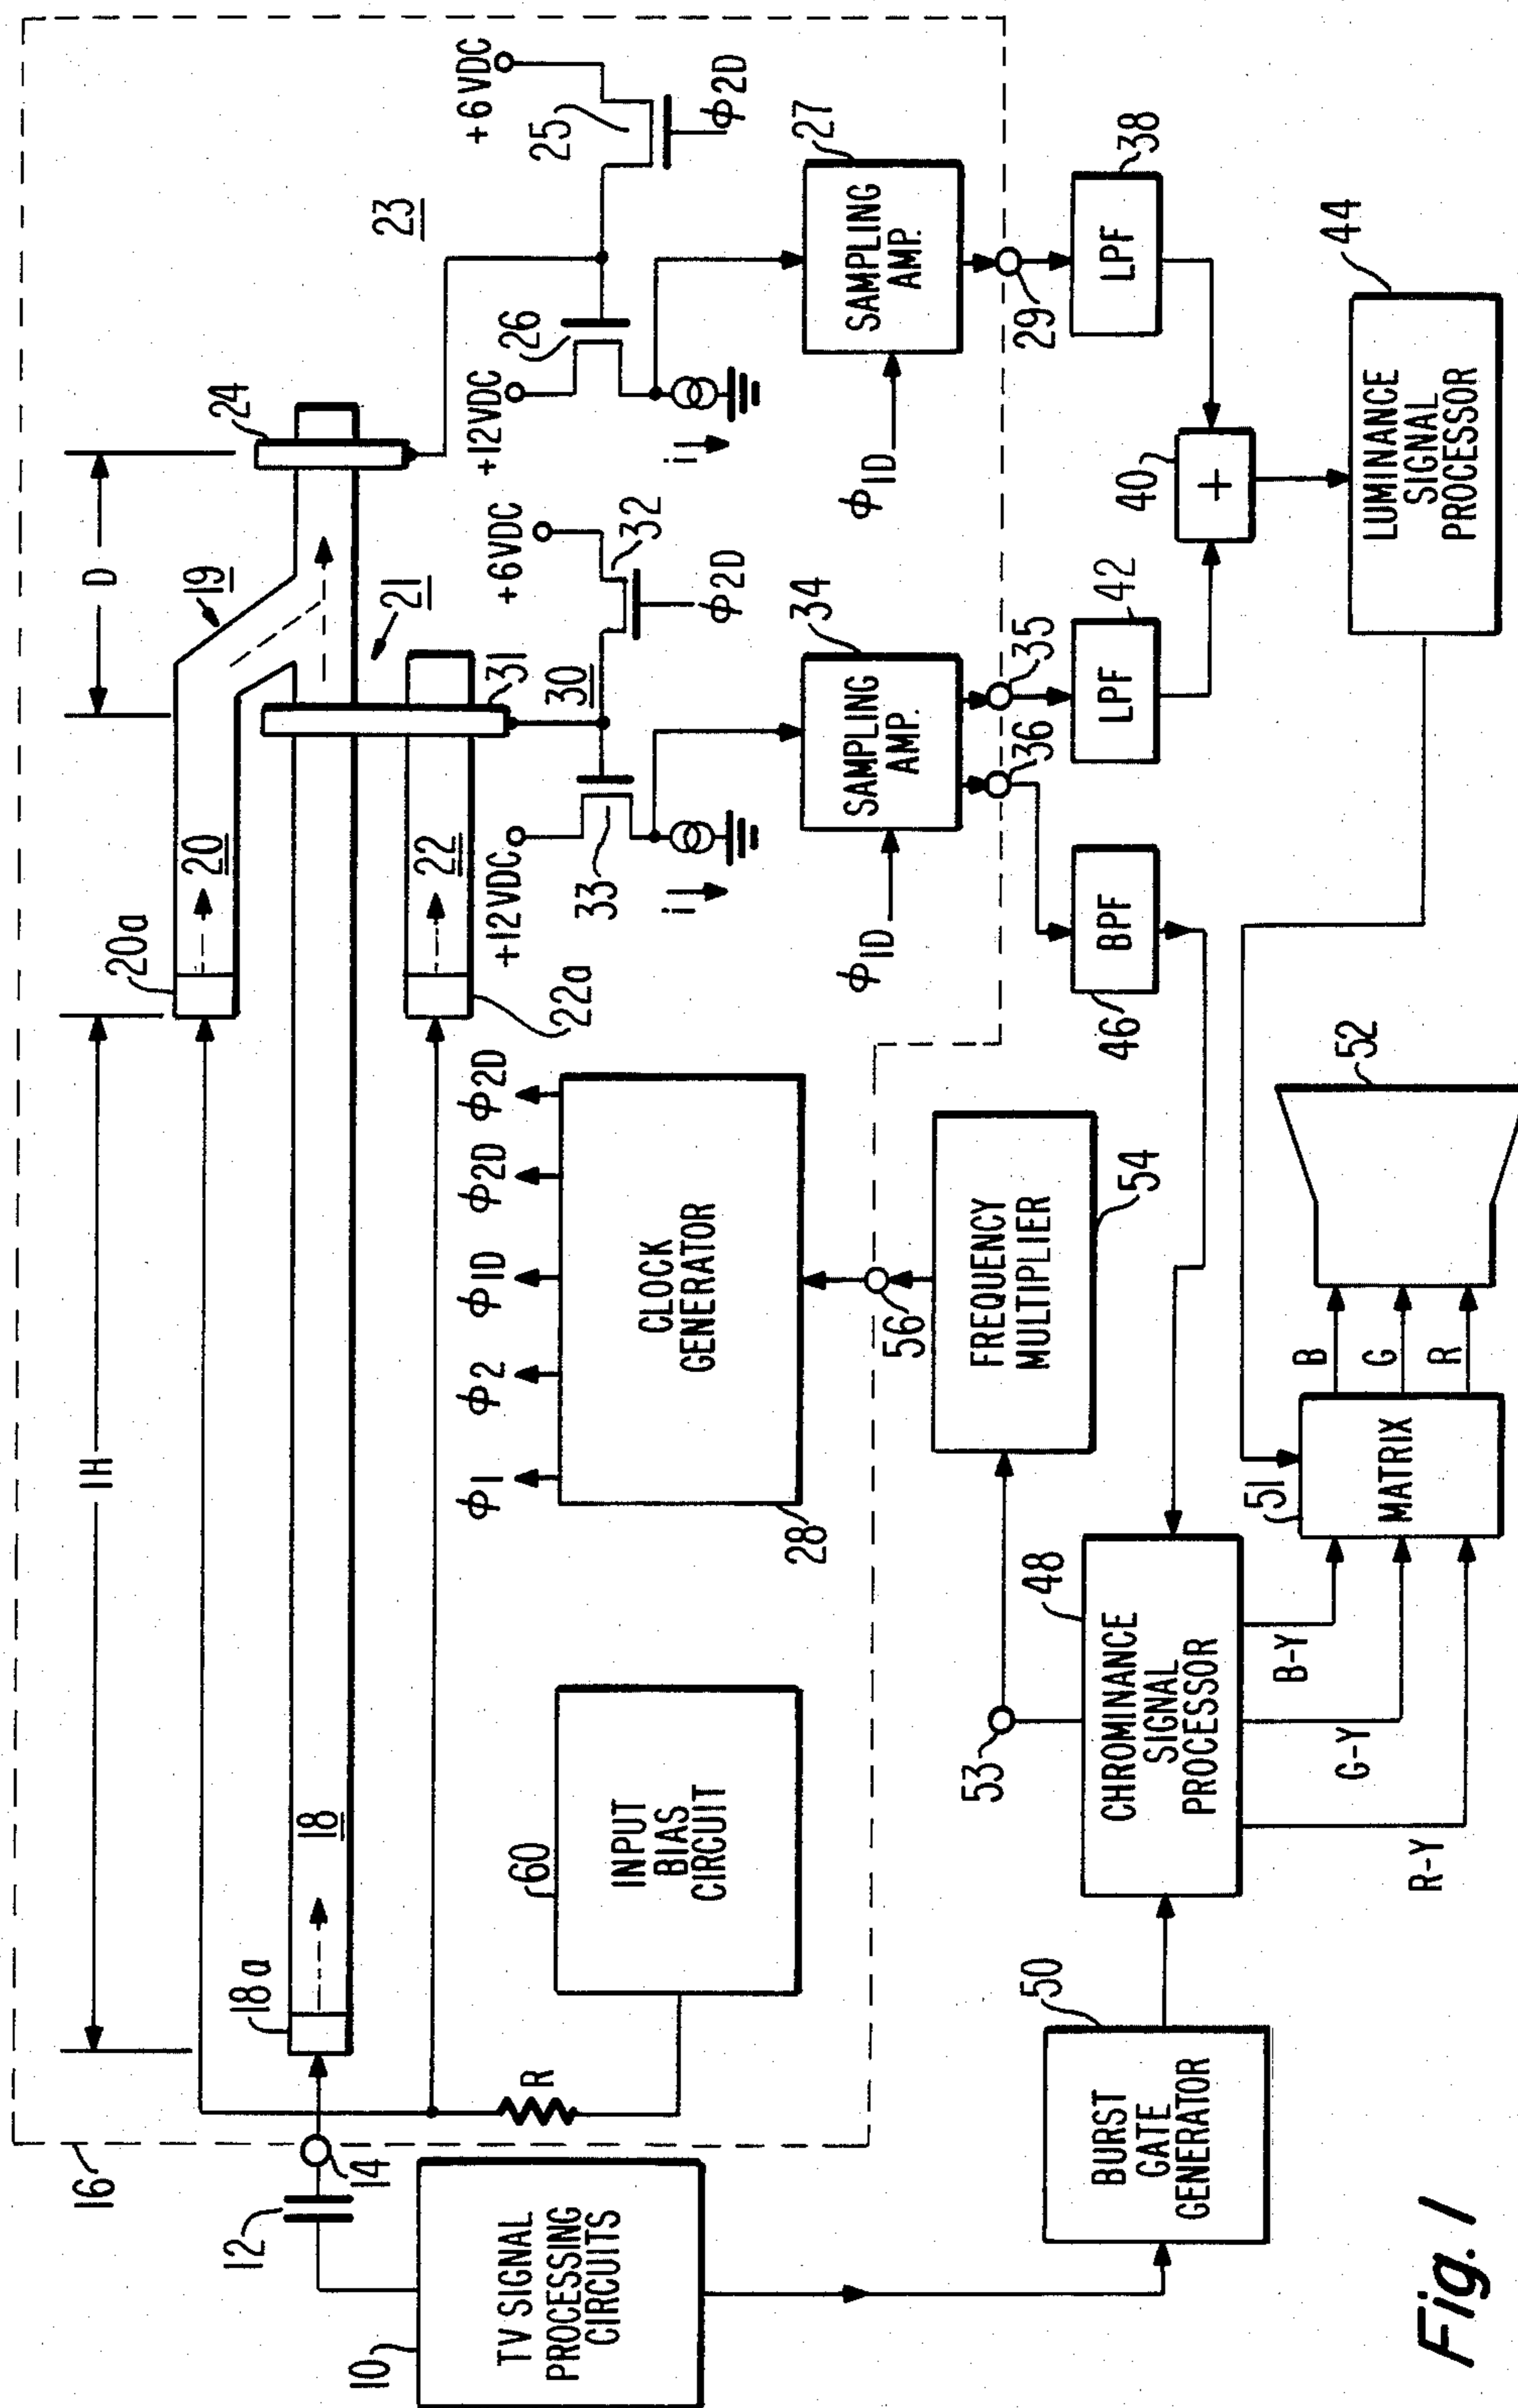 1H
D
19
24
20a
20
21
23
+6VDC
25
Φ2D
26
+12VDC
i
18a
18
22
22a
31
30
+6VDC
32
Φ2D
+12VDC
33
i
16
12
14
R
60
INPUT
BIAS
CIRCUIT
Φ1
Φ2
Φ1D
Φ2D
Φ2D
CLOCK
GENERATOR
28
Φ1D
SAMPLING
AMP.
34
Φ1D
SAMPLING
AMP.
27
36
35
29
10
TV SIGNAL
PROCESSING
CIRCUITS
56
FREQUENCY
MULTIPLIER
54
46
BPF
LPF
42
LPF
38
40
+
53
50
BURST
GATE
GENERATOR
48
CHROMINANCE
SIGNAL
PROCESSOR
B-Y
G-Y
R-Y
51
MATRIX
B
G
R
52
LUMINANCE
SIGNAL
PROCESSOR
44
Fig. 1